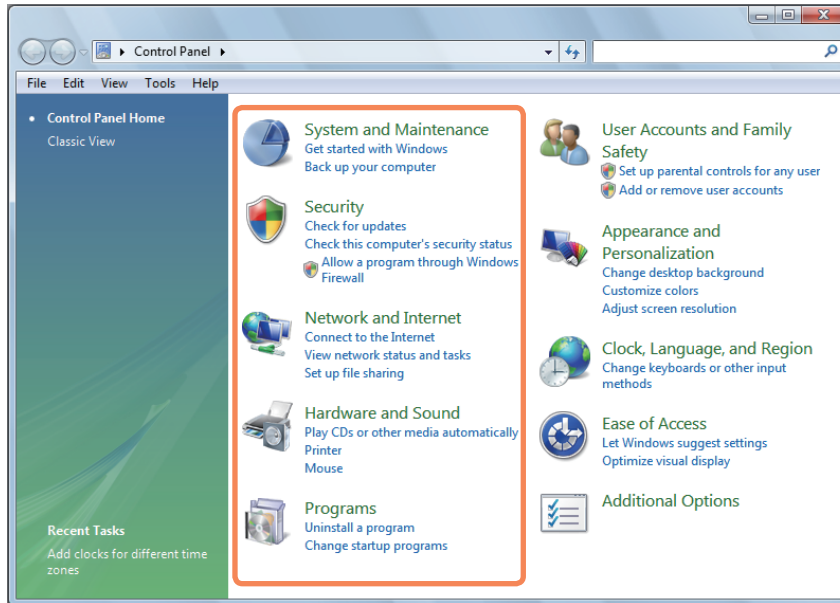 Control Panel
File Edit View Tools Help
Control Panel Home
Classic View
Recent Tasks
Add clocks for different time
zones
System and Maintenance
Get started with Windows
Back up your computer
Security
Check for updates
Check this computer's security status
Allow a program through Windows
Firewall
Network and Internet
Connect to the Internet
View network status and tasks
Set up file sharing
Hardware and Sound
Play CDs or other media automatically
Printer
Mouse
Programs
Uninstall a program
Change startup programs
User Accounts and Family
Safety
Set up parental controls for any user
Add or remove user accounts
Appearance and
Personalization
Change desktop background
Customize colors
Adjust screen resolution
Clock, Language, and Region
Change keyboards or other input
methods
Ease of Access
Let Windows suggest settings
Optimize visual display
Additional Options